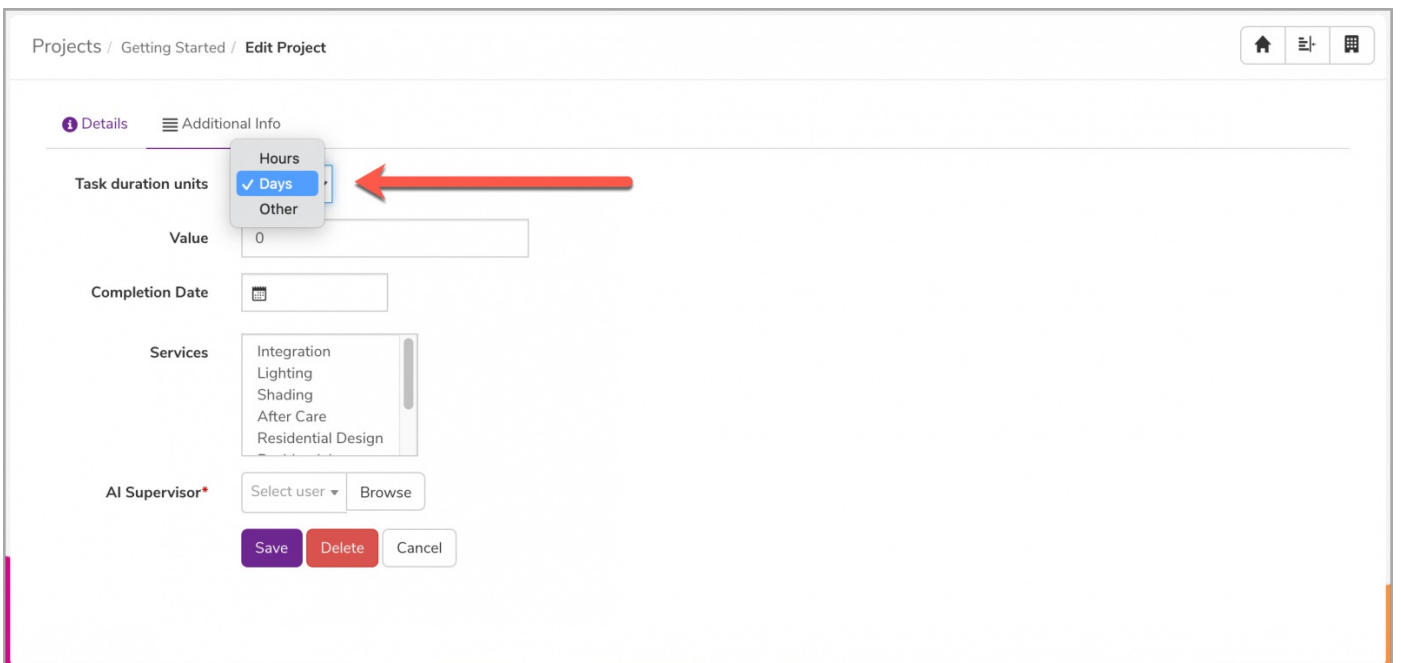 Projects / Getting Started / Edit Project
Details Additional Info
Hours
Task duration units ✓ Days
Other
Value 0
Completion Date
Services Integration
Lighting
Shading
After Care
Residential Design
AI Supervisor* Select user Browse
Save Delete Cancel